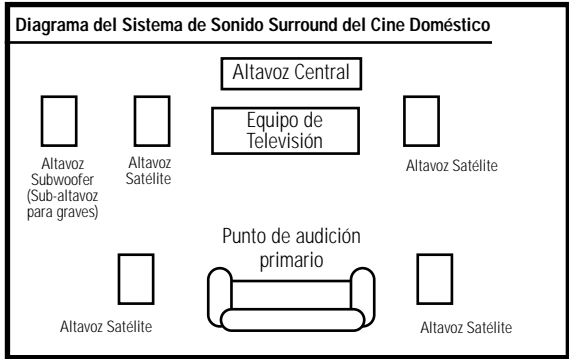 Diagrama del Sistema de Sonido Surround del Cine Doméstico
Altavoz Central
Equipo de
Televisión
Altavoz
Subwoofer
(Sub-altavoz
para graves)
Altavoz
Satélite
Altavoz Satélite
Punto de audición
primario
Altavoz Satélite
Altavoz Satélite